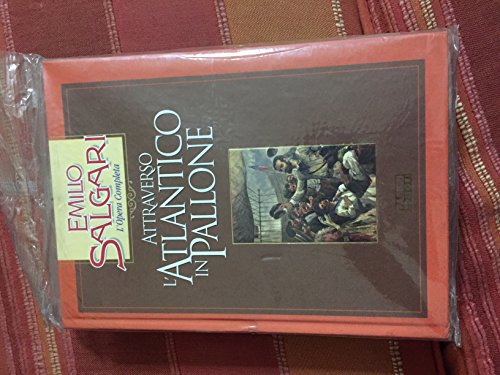 EMILIO
SALGARI
L'Opera Completa
ATTRAVERSO
L'ATLANTICO
IN PALLONE